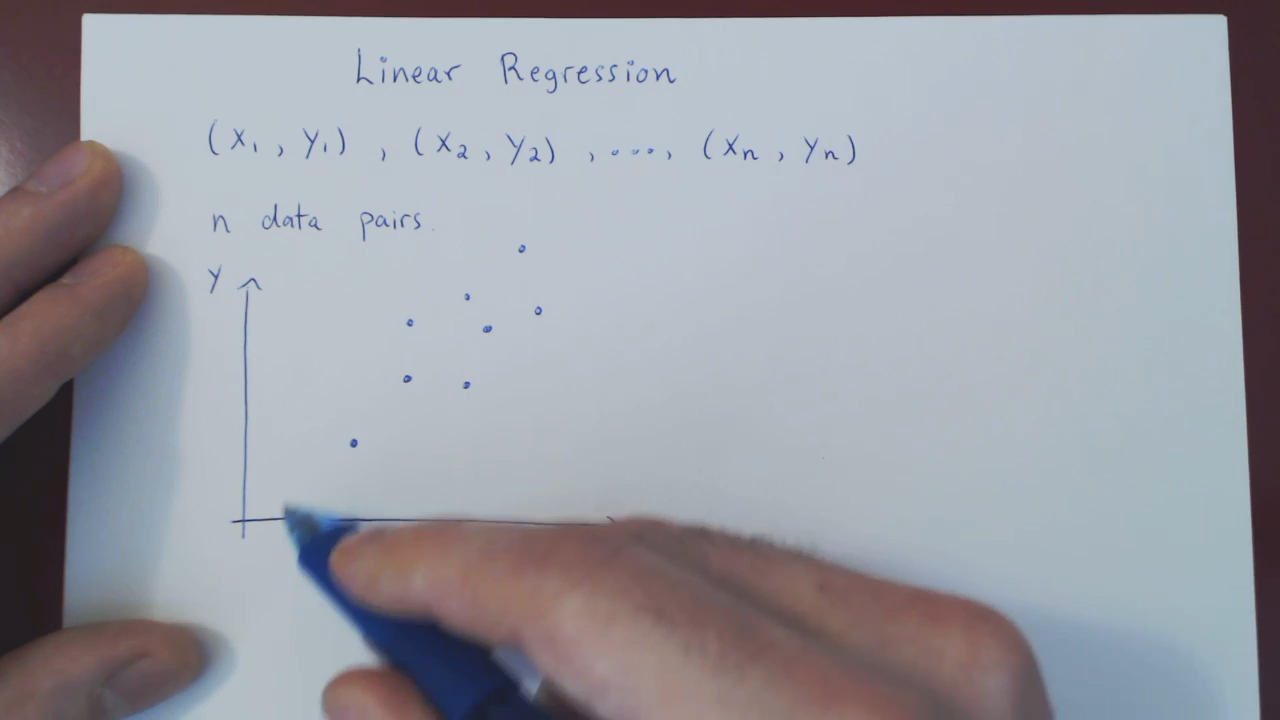 Linear Regression
(x₁, y₁), (x₂, y₂), ...., (xn, yn)
n data pairs.
y